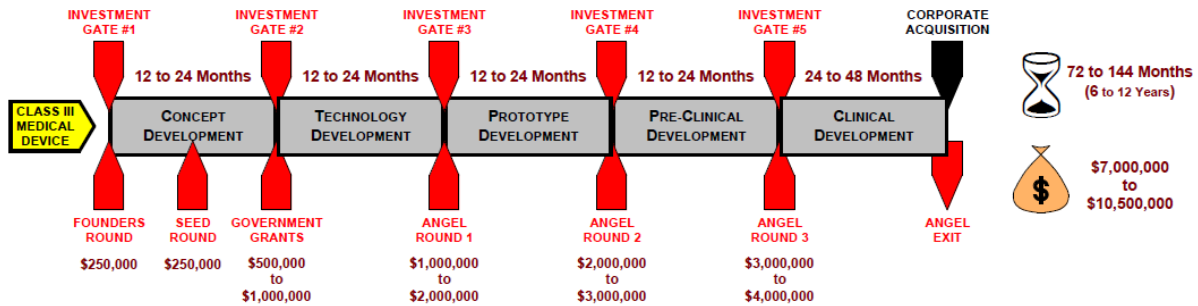 INVESTMENT
GATE #1
INVESTMENT
GATE #2
INVESTMENT
GATE #3
INVESTMENT
GATE #4
INVESTMENT
GATE #5
CORPORATE
ACQUISITION
12 to 24 Months
12 to 24 Months
12 to 24 Months
12 to 24 Months
24 to 48 Months
72 to 144 Months
(6 to 12 Years)
CLASS III
MEDICAL
DEVICE
CONCEPT
DEVELOPMENT
TECHNOLOGY
DEVELOPMENT
PROTOTYPE
DEVELOPMENT
PRE-CLINICAL
DEVELOPMENT
CLINICAL
DEVELOPMENT
$
$7,000,000
to
$10,500,000
FOUNDERS
ROUND
$250,000
SEED
ROUND
$250,000
GOVERNMENT
GRANTS
$500,000
to
$1,000,000
ANGEL
ROUND 1
$1,000,000
to
$2,000,000
ANGEL
ROUND 2
$2,000,000
to
$3,000,000
ANGEL
ROUND 3
$3,000,000
to
$4,000,000
ANGEL
EXIT